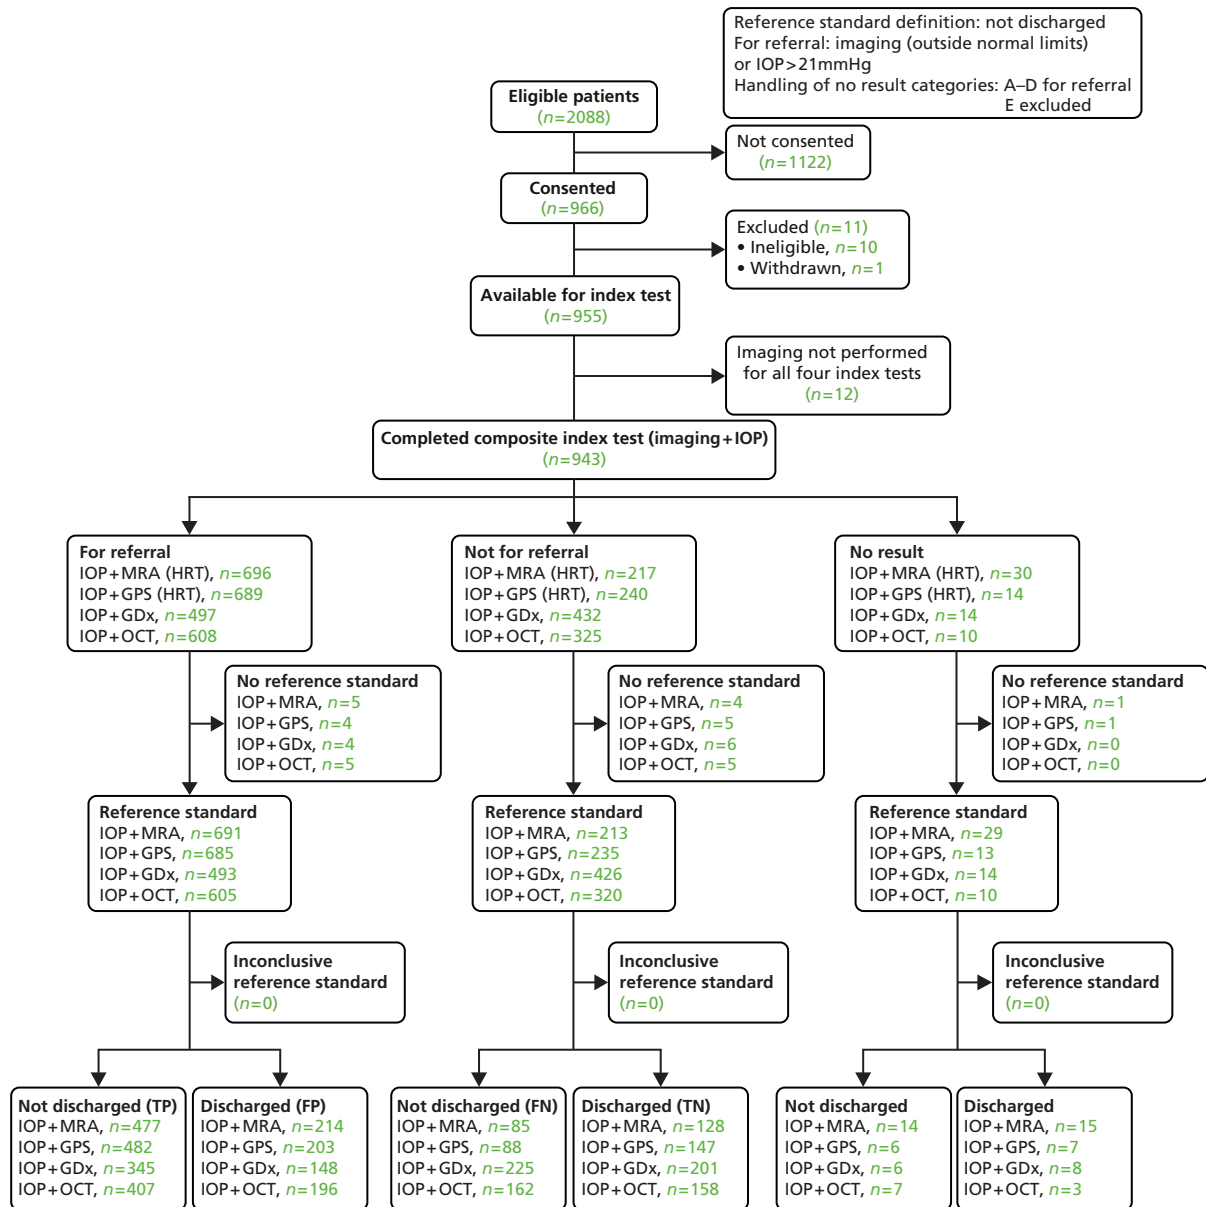 Reference standard definition: not discharged
For referral: imaging (outside normal limits)
or IOP>21mmHg
Handling of no result categories: A–D for referral
E excluded
Eligible patients
(n=2088)
Not consented
(n=1122)
Consented
(n=966)
Excluded (n=11)
• Ineligible, n=10
• Withdrawn, n=1
Available for index test
(n=955)
Imaging not performed
for all four index tests
(n=12)
Completed composite index test (imaging+IOP)
(n=943)
For referral
IOP+MRA (HRT), n=696
IOP+GPS (HRT), n=689
IOP+GDx, n=497
IOP+OCT, n=608
Not for referral
IOP+MRA (HRT), n=217
IOP+GPS (HRT), n=240
IOP+GDx, n=432
IOP+OCT, n=325
No result
IOP+MRA (HRT), n=30
IOP+GPS (HRT), n=14
IOP+GDx, n=14
IOP+OCT, n=10
No reference standard
IOP+MRA, n=5
IOP+GPS, n=4
IOP+GDx, n=4
IOP+OCT, n=5
No reference standard
IOP+MRA, n=4
IOP+GPS, n=5
IOP+GDx, n=6
IOP+OCT, n=5
No reference standard
IOP+MRA, n=1
IOP+GPS, n=1
IOP+GDx, n=0
IOP+OCT, n=0
Reference standard
IOP+MRA, n=691
IOP+GPS, n=685
IOP+GDx, n=493
IOP+OCT, n=605
Reference standard
IOP+MRA, n=213
IOP+GPS, n=235
IOP+GDx, n=426
IOP+OCT, n=320
Reference standard
IOP+MRA, n=29
IOP+GPS, n=13
IOP+GDx, n=14
IOP+OCT, n=10
Inconclusive
reference standard
(n=0)
Inconclusive
reference standard
(n=0)
Inconclusive
reference standard
(n=0)
Not discharged (TP)
IOP+MRA, n=477
IOP+GPS, n=482
IOP+GDx, n=345
IOP+OCT, n=407
Discharged (FP)
IOP+MRA, n=214
IOP+GPS, n=203
IOP+GDx, n=148
IOP+OCT, n=196
Not discharged (FN)
IOP+MRA, n=85
IOP+GPS, n=88
IOP+GDx, n=225
IOP+OCT, n=162
Discharged (TN)
IOP+MRA, n=128
IOP+GPS, n=147
IOP+GDx, n=201
IOP+OCT, n=158
Not discharged
IOP+MRA, n=14
IOP+GPS, n=6
IOP+GDx, n=6
IOP+OCT, n=7
Discharged
IOP+MRA, n=15
IOP+GPS, n=7
IOP+GDx, n=8
IOP+OCT, n=3